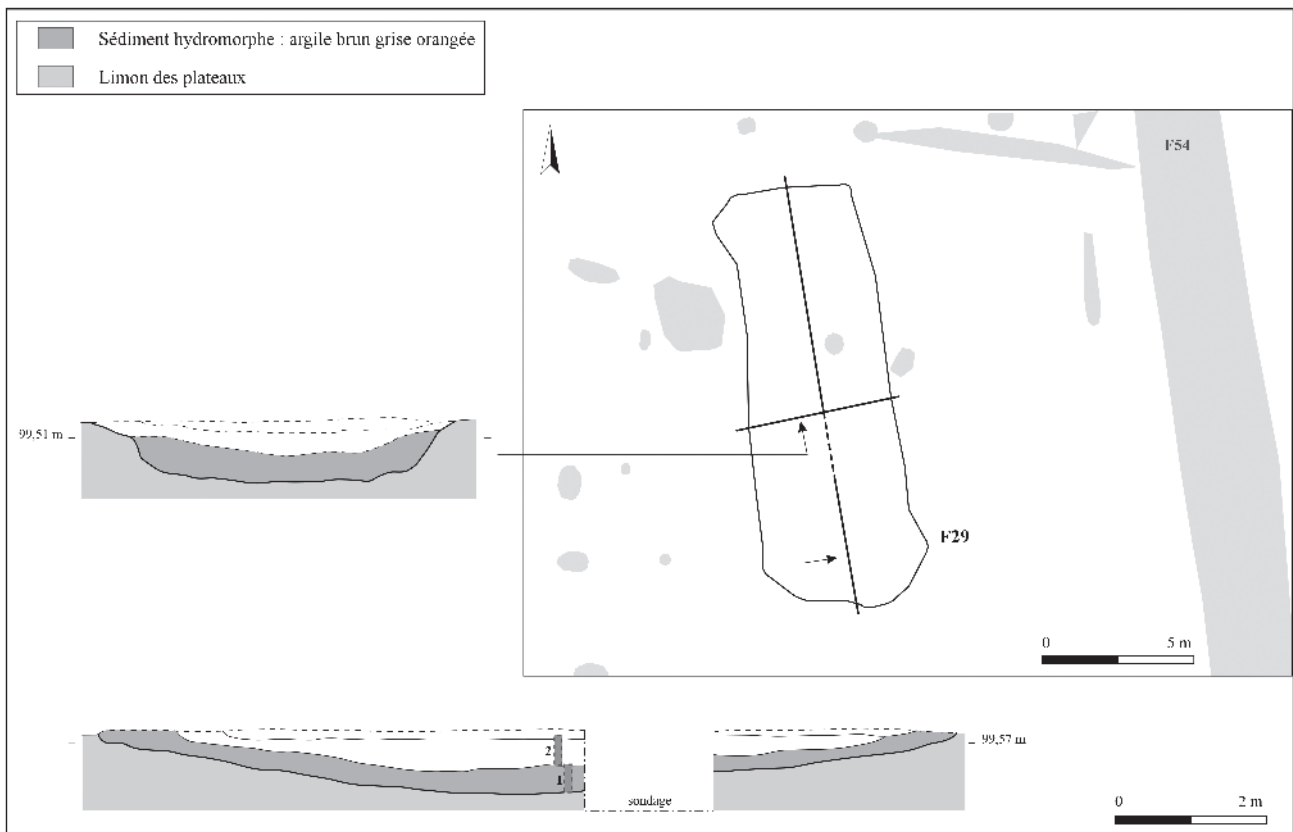 Sédiment hydromorphe : argile brun grise orangée
Limon des plateaux
F54
99,51 m
F29
0 5 m
99,57 m
2
1
sondage
0 2 m